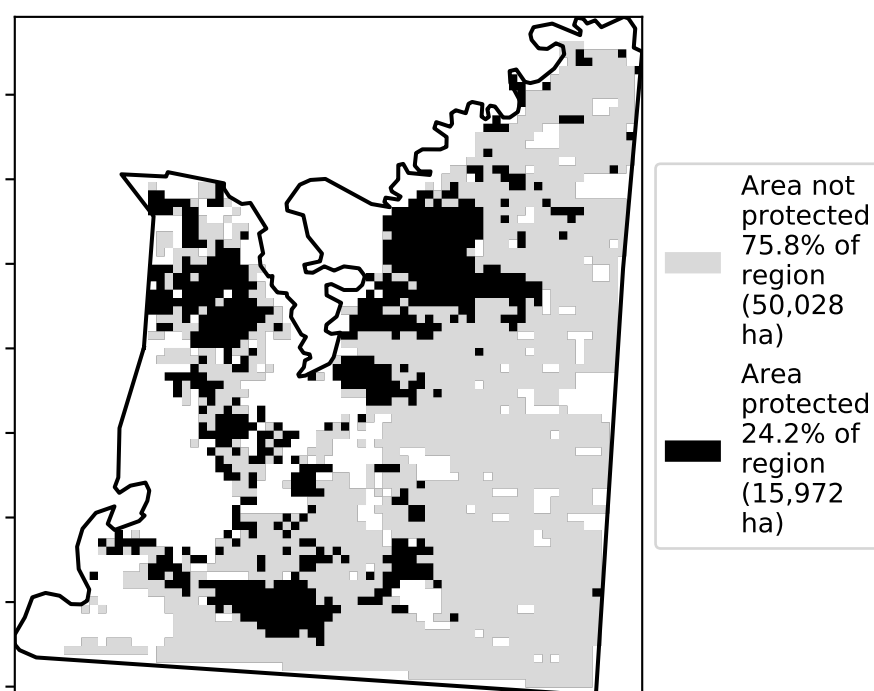 Area not
protected
75.8% of
region
(50,028
ha)
Area
protected
24.2% of
region
(15,972
ha)